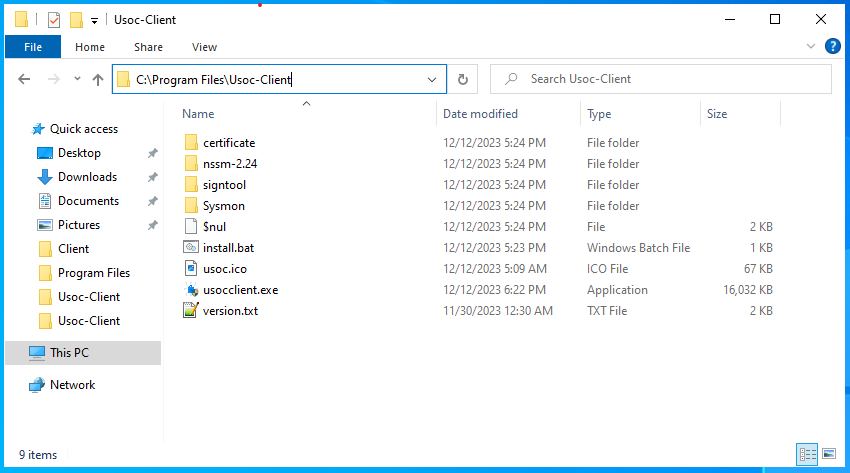 Usoc-Client
File Home Share View
C:\Program Files\Usoc-Client Search Usoc-Client
Name Date modified Type Size
Quick access
Desktop
Downloads
Documents
Pictures
Client
Program Files
Usoc-Client
Usoc-Client
This PC
Network
certificate 12/12/2023 5:24 PM File folder
nssm-2.24 12/12/2023 5:24 PM File folder
signtool 12/12/2023 5:24 PM File folder
Sysmon 12/12/2023 5:24 PM File folder
$nul 12/12/2023 5:24 PM File 2 KB
install.bat 12/12/2023 5:23 PM Windows Batch File 1 KB
usoc.ico 12/12/2023 5:09 AM ICO File 67 KB
usocclient.exe 12/12/2023 6:22 PM Application 16,032 KB
version.txt 11/30/2023 12:30 AM TXT File 2 KB
9 items